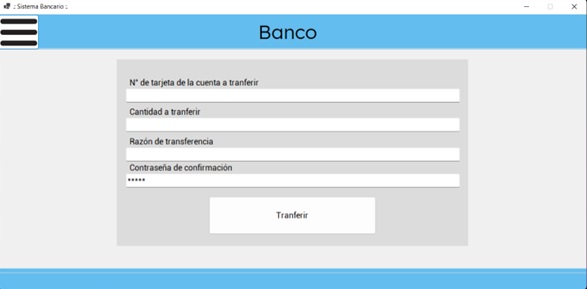 .: Sistema Bancario :.
Banco
N° de tarjeta de la cuenta a tranferir
Cantidad a tranferir
Razón de transferencia
Contraseña de confirmación
*****
Tranferir